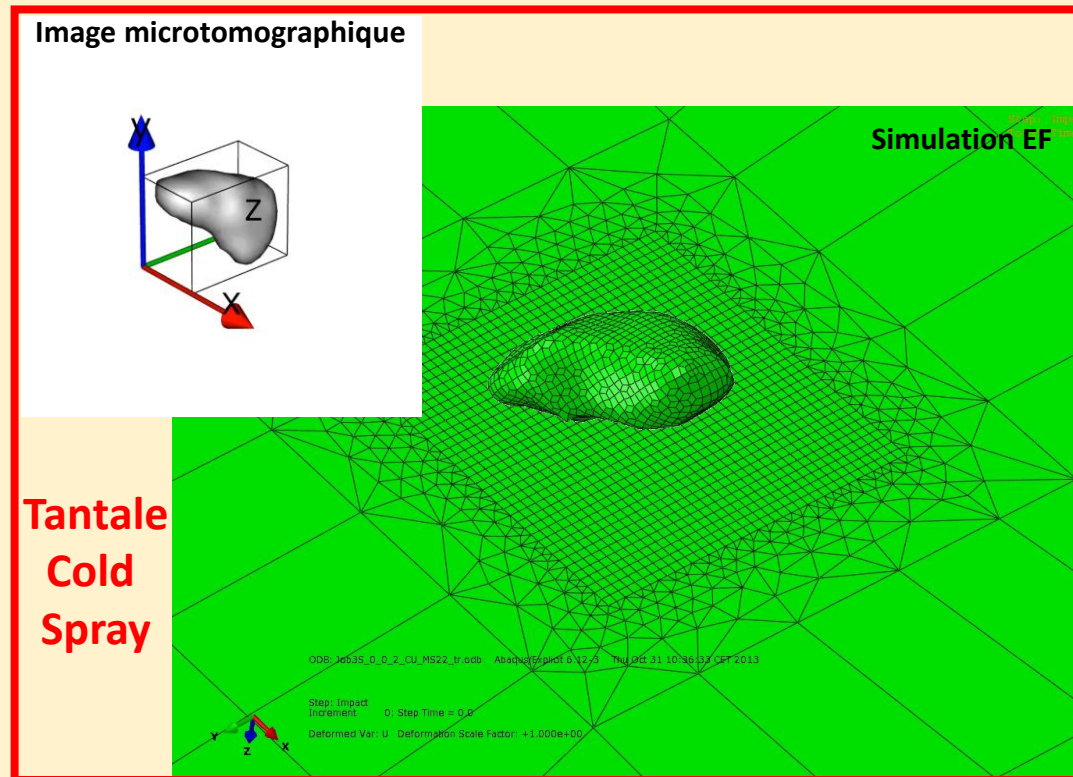 Image microtomographique
Y
Z
X
Simulation EF
Tantale
Cold
Spray
ODB: Job3S_0_0_2_CU_MS22_tr.odb Abaqus/Explicit 6.12-3 Thu Oct 31 10:36:33 CET 2013
Step: Impact
Increment 0: Step Time = 0.0
Deformed Var: U Deformation Scale Factor: +1.000e+00
Y
Z
X